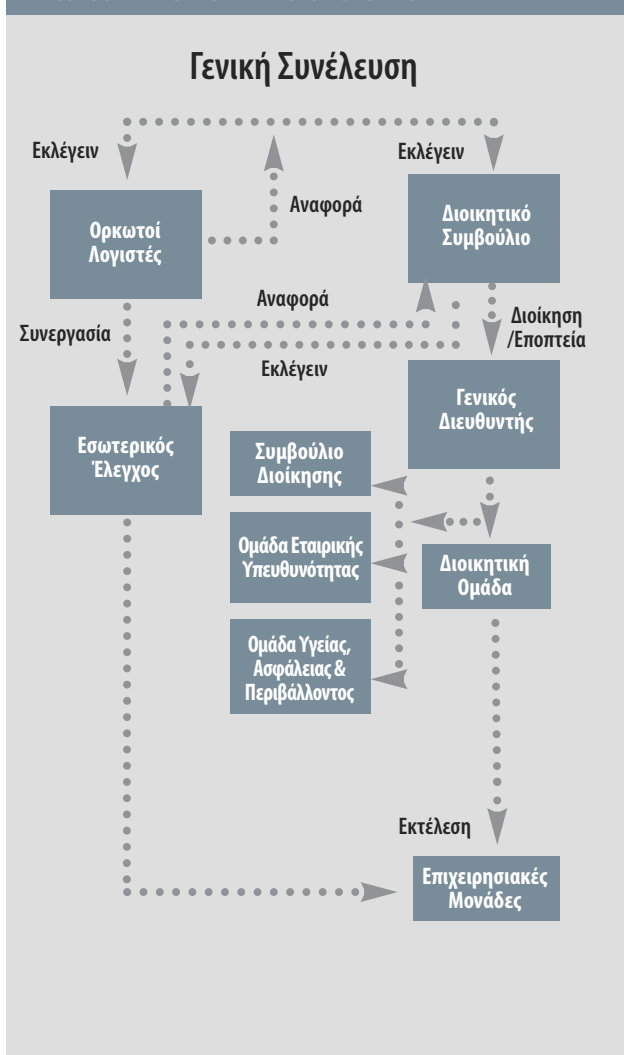 Γενική Συνέλευση
Εκλέγειν
Εκλέγειν
Ορκωτοί
Λογιστές
Αναφορά
Διοικητικό
Συμβούλιο
Αναφορά
Συνεργασία
Διοίκηση
/Εποπτεία
Εκλέγειν
Εσωτερικός
Έλεγχος
Γενικός
Διευθυντής
Συμβούλιο
Διοίκησης
Ομάδα Εταιρικής
Υπευθυνότητας
Διοικητική
Ομάδα
Ομάδα Υγείας,
Ασφάλειας &
Περιβάλλοντος
Εκτέλεση
Επιχειρησιακές
Μονάδες